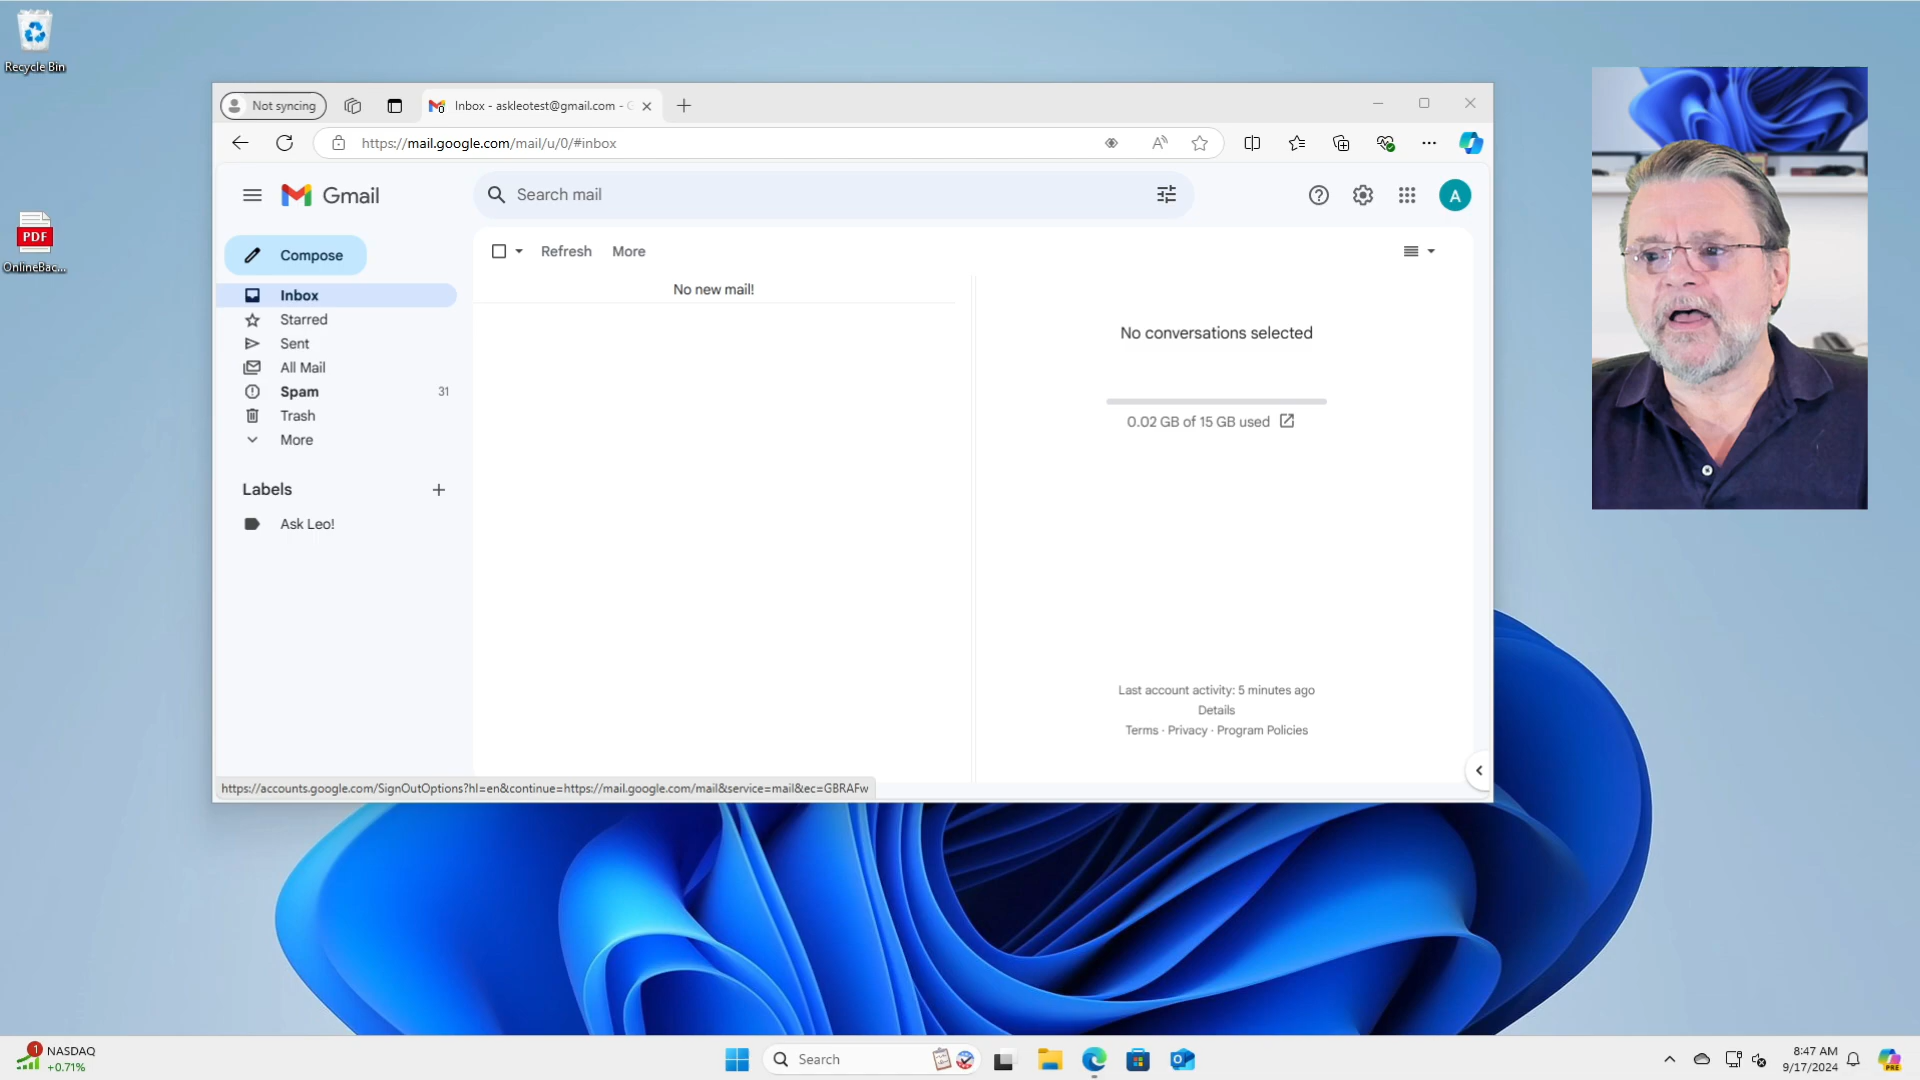 Recycle Bin
PDF
OnlineBac...
Not syncing
Inbox - askleotest@gmail.com - G
https://mail.google.com/mail/u/0/#inbox
Gmail
Search mail
A
Compose
Refresh
More
No new mail!
Inbox
Starred
Sent
All Mail
Spam
31
Trash
More
Labels
Ask Leo!
No conversations selected
0.02 GB of 15 GB used
Last account activity: 5 minutes ago
Details
Terms · Privacy · Program Policies
https://accounts.google.com/SignOutOptions?hl=en&continue=https://mail.google.com/mail&service=mail&ec=GBRAFw
1
NASDAQ
+0.71%
Search
8:47 AM
9/17/2024
PRE